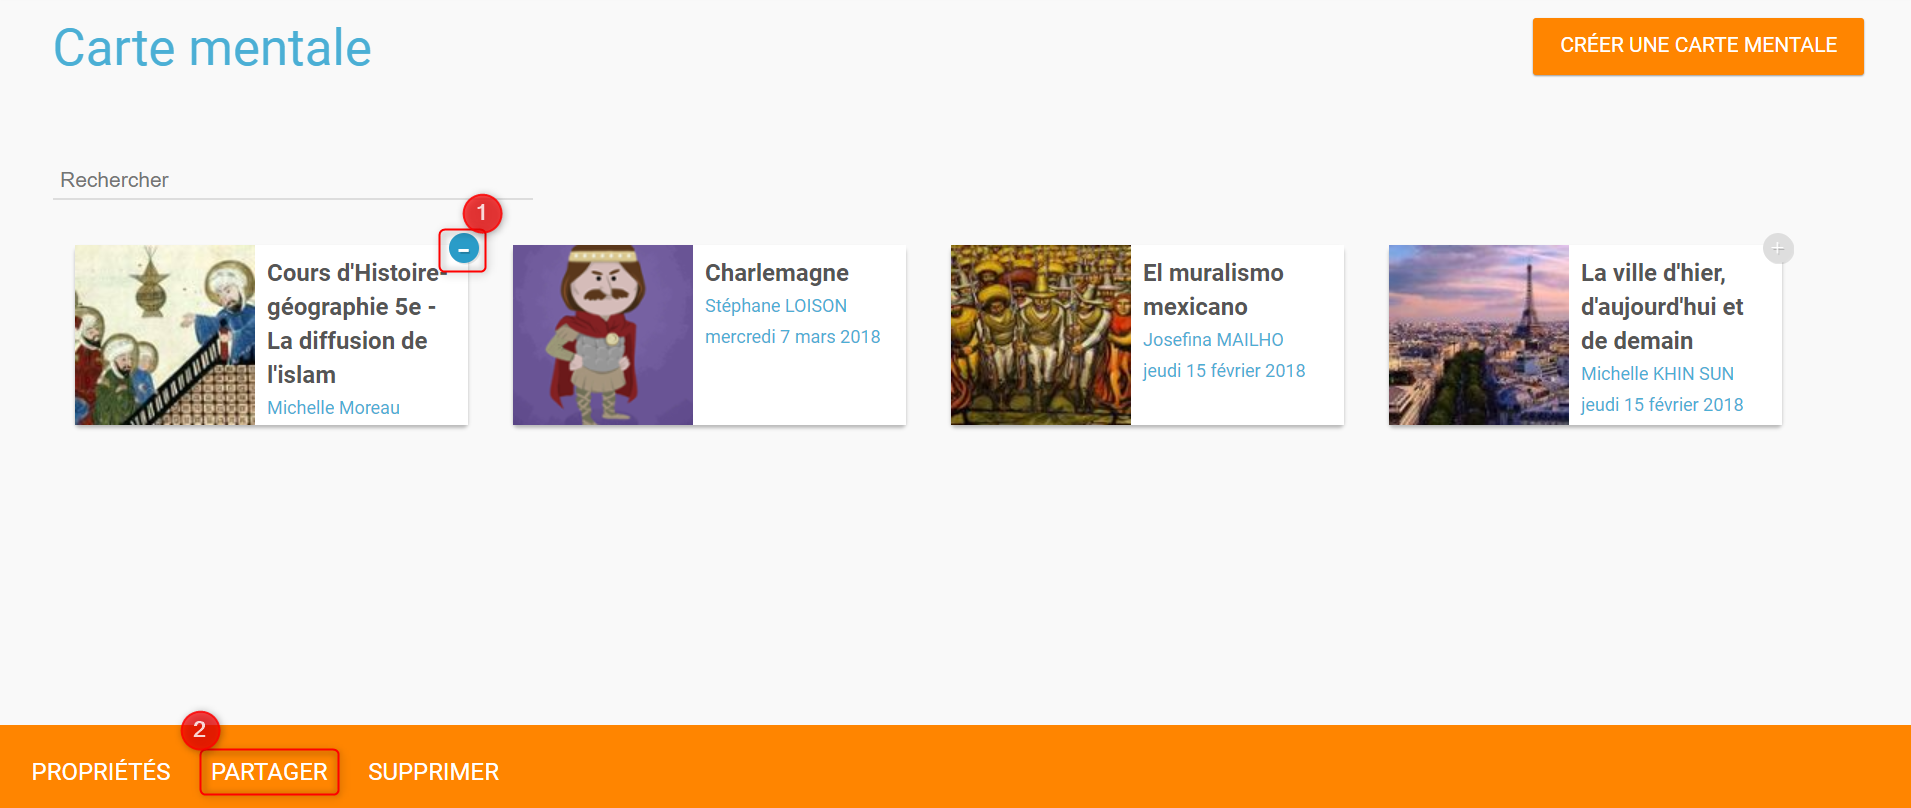 Carte mentale
CRÉER UNE CARTE MENTALE
Rechercher
1
Cours d'Histoire-
géographie 5e -
La diffusion de
l'islam
Michelle Moreau
Charlemagne
Stéphane LOISON
mercredi 7 mars 2018
El muralismo
mexicano
Josefina MAILHO
jeudi 15 février 2018
La ville d'hier,
d'aujourd'hui et
de demain
Michelle KHIN SUN
jeudi 15 février 2018
2
PROPRIÉTÉS PARTAGER SUPPRIMER